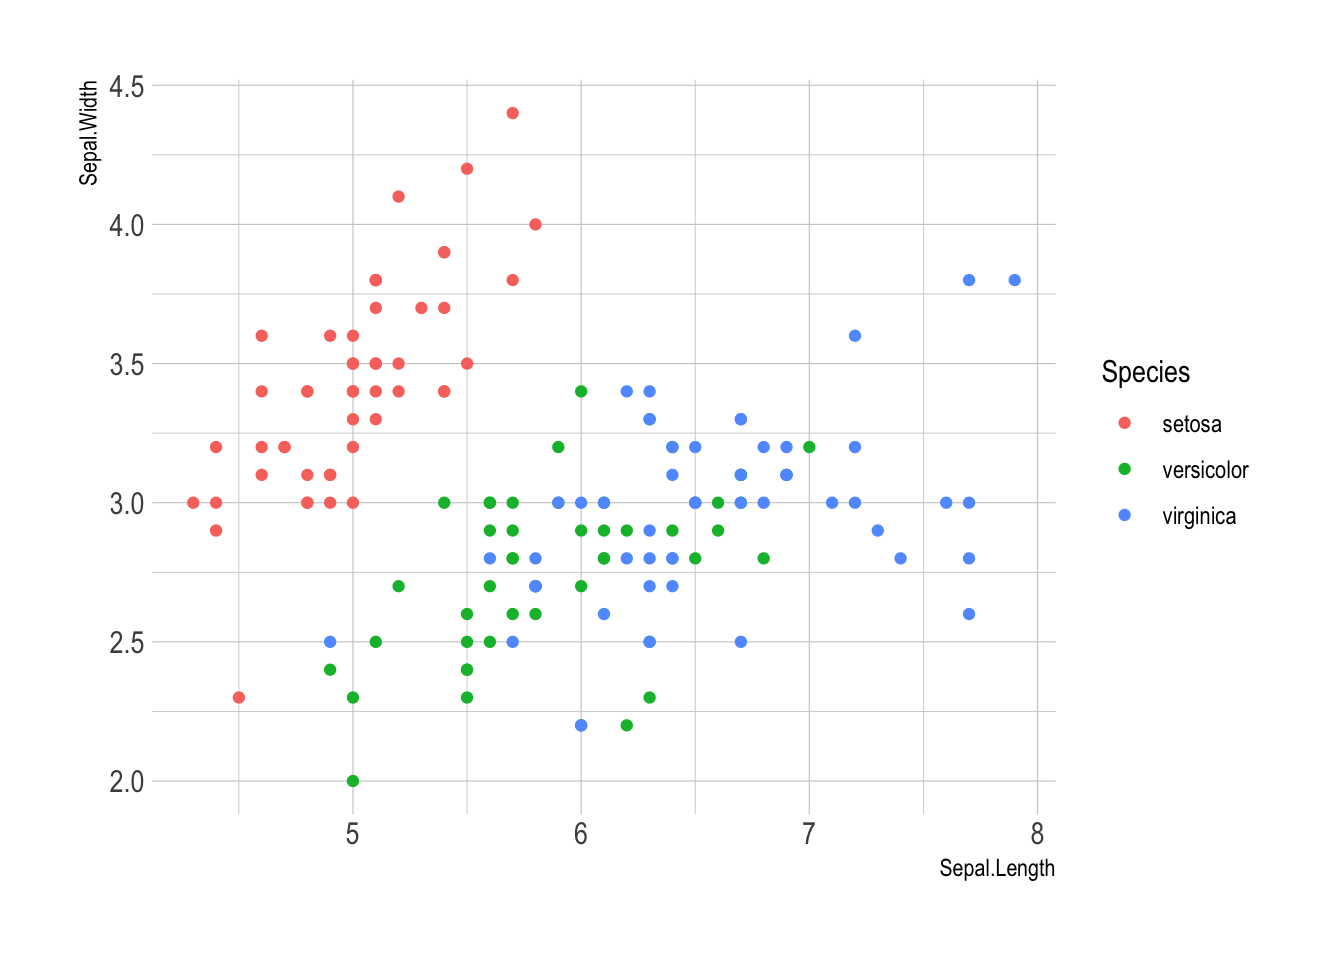 Sepal.Width
4.5
4.0
3.5
3.0
2.5
2.0
5 6 7 8
Sepal.Length
Species
setosa
versicolor
virginica